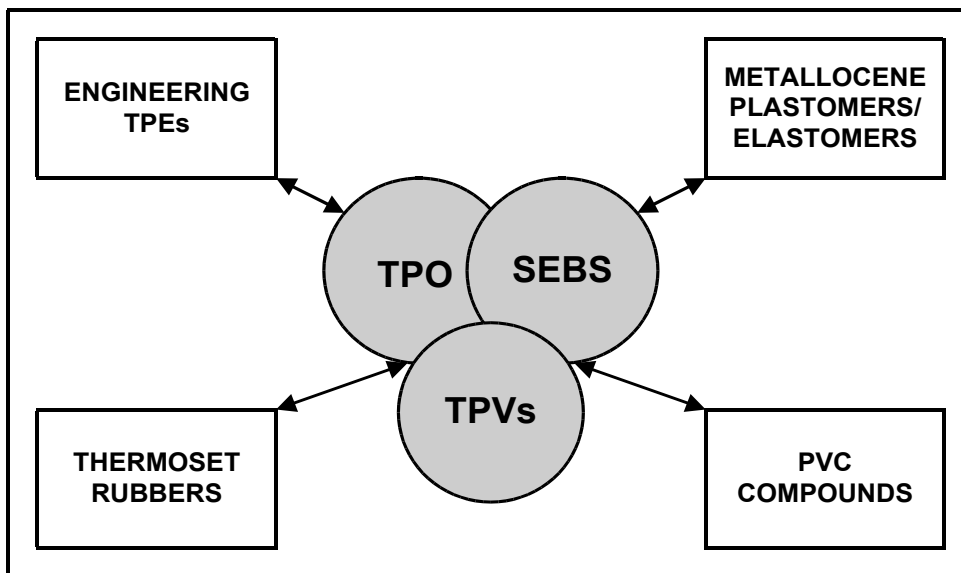 ENGINEERING
TPEs
METALLOCENE
PLASTOMERS/
ELASTOMERS
TPO
SEBS
TPVs
THERMOSET
RUBBERS
PVC
COMPOUNDS